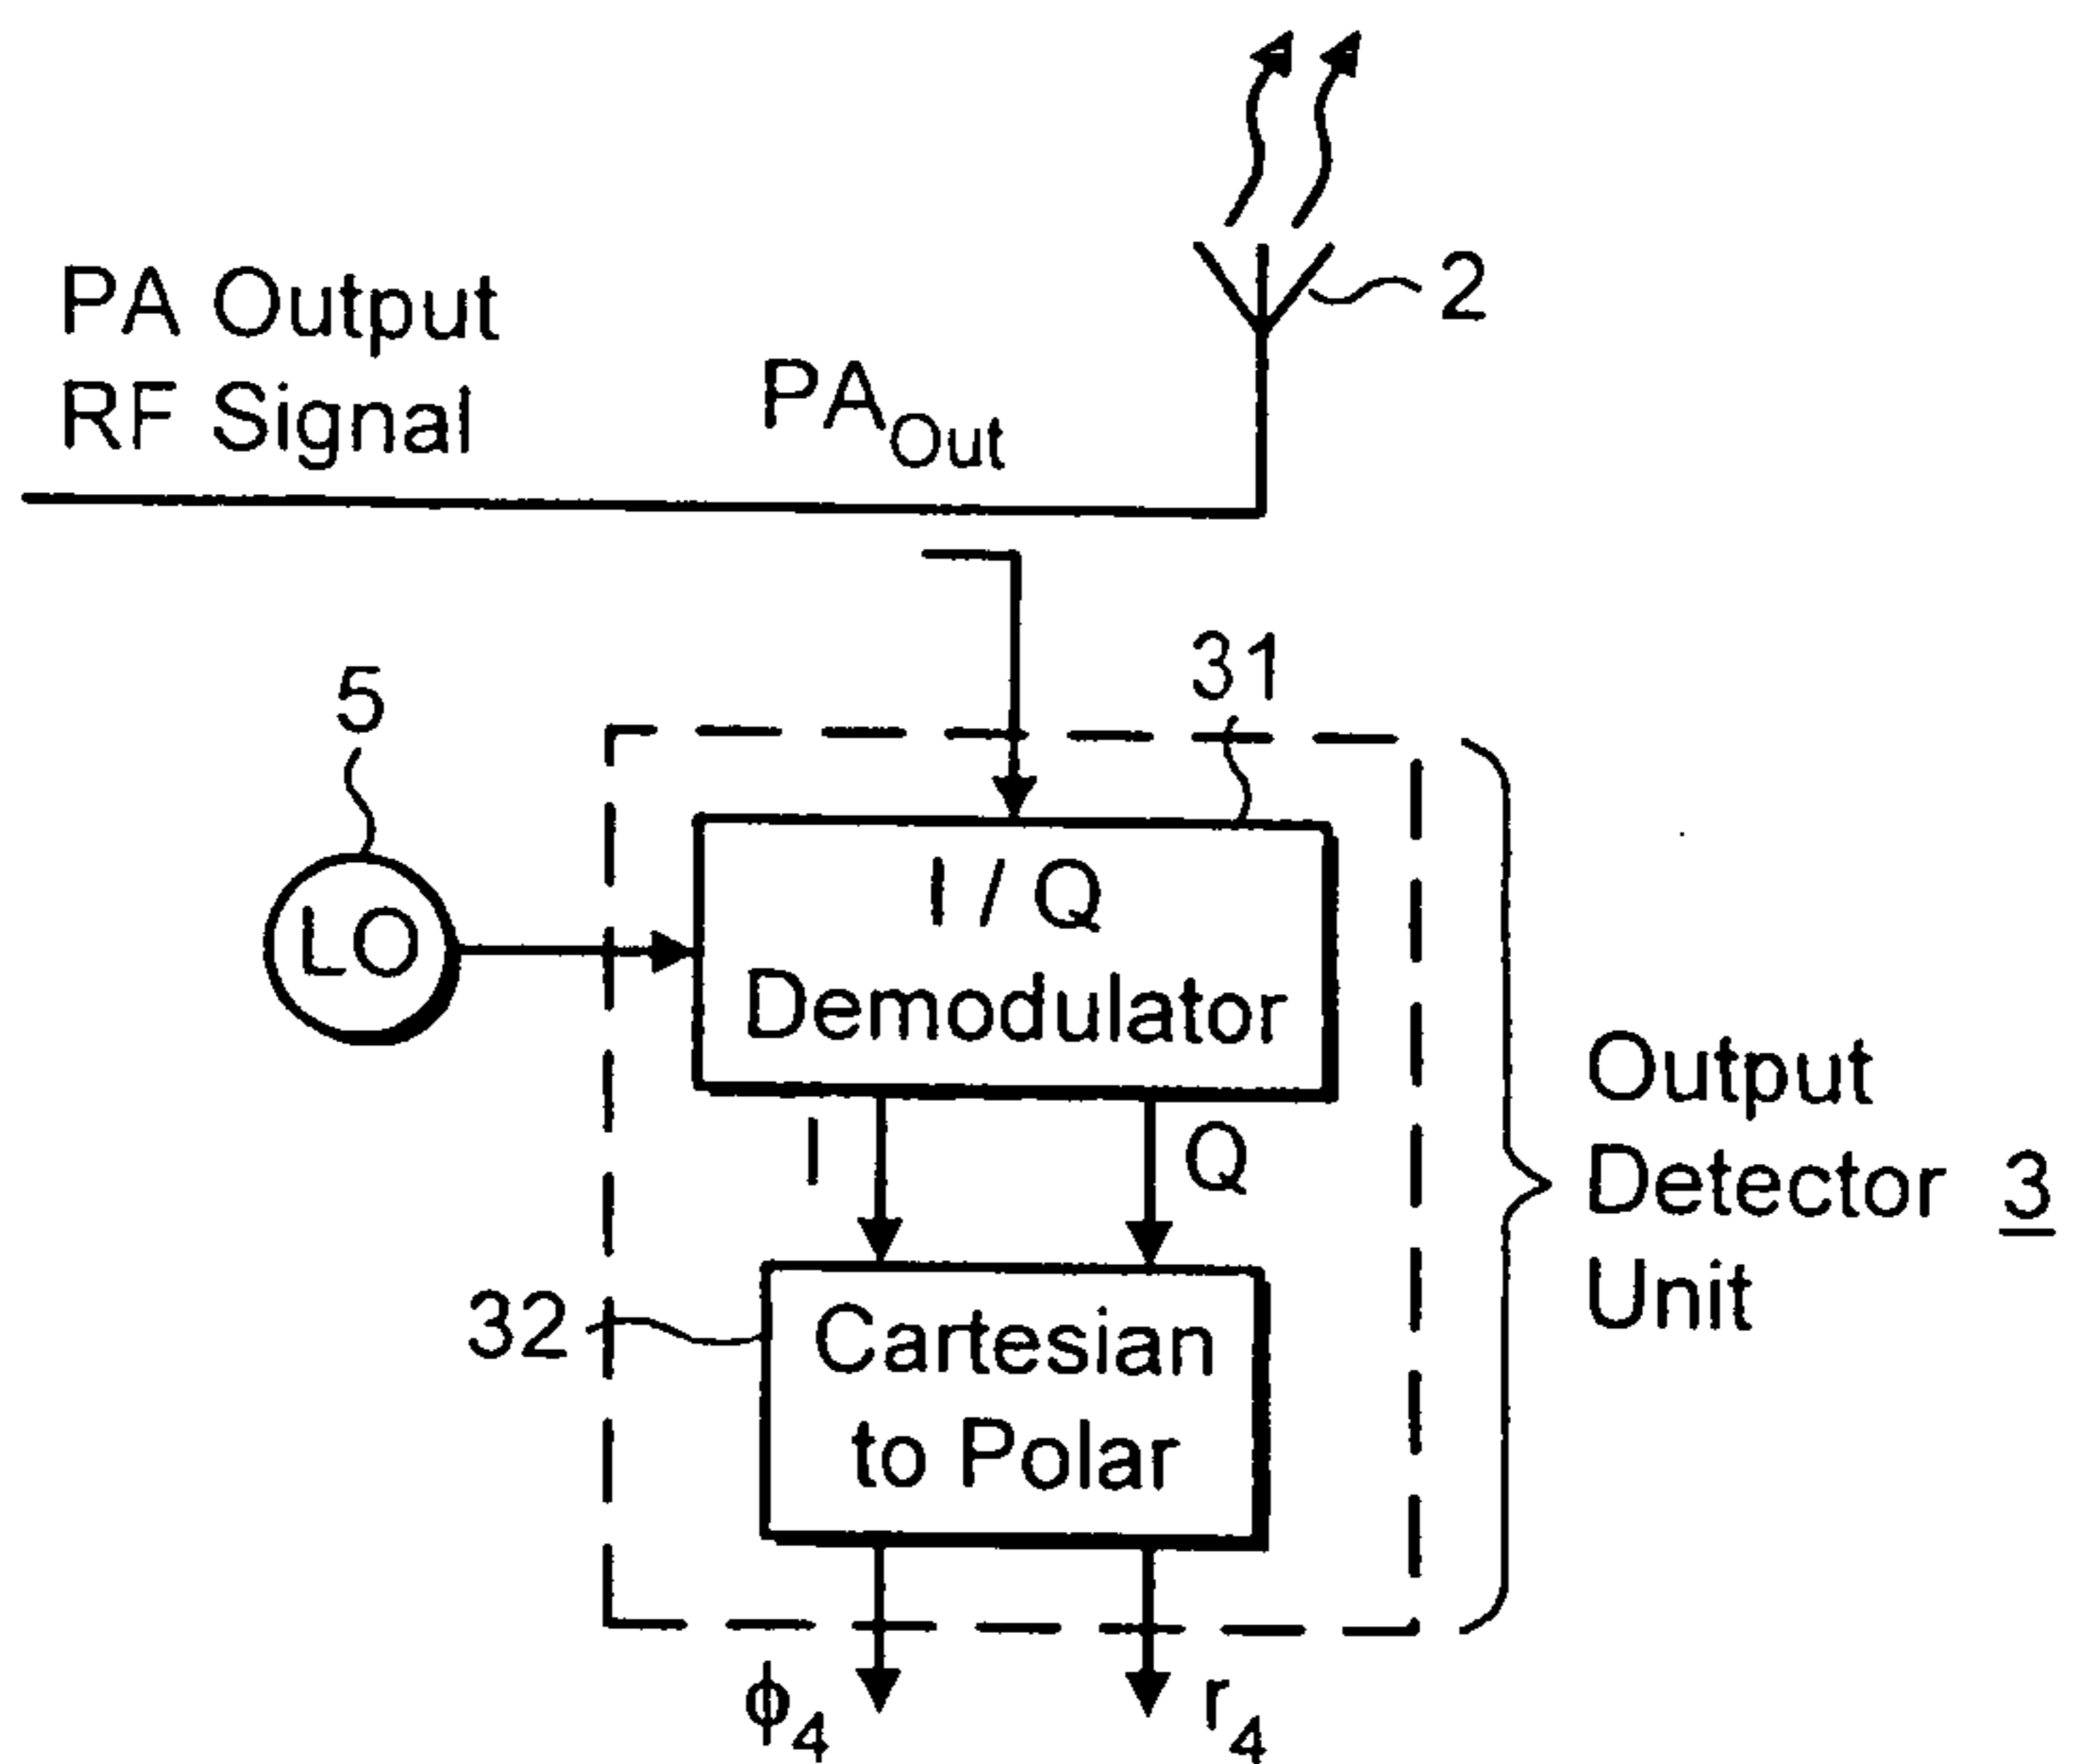 2
PA Output
RF Signal
PA_Out
31
5
I / Q
Demodulator
LO
I
Q
Output
Detector 3
Unit
32
Cartesian
to Polar
ϕ₄
r₄